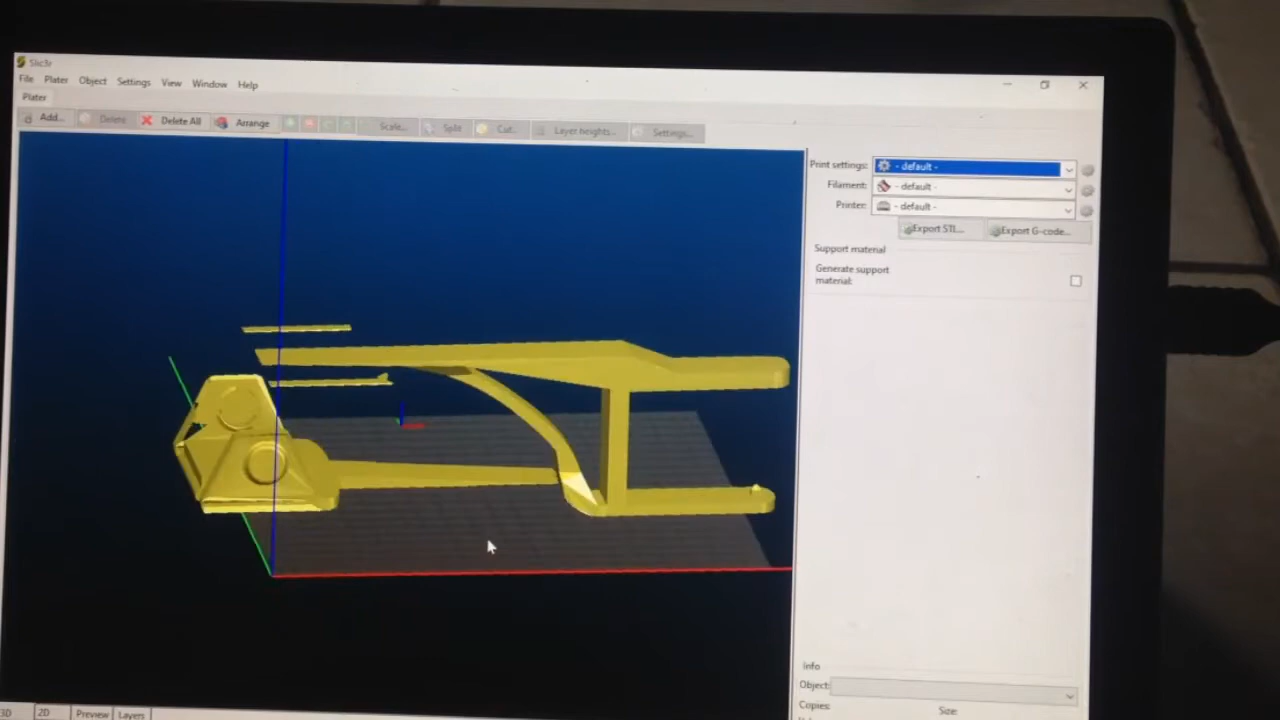 Slic3r
File Plater Object Settings View Window Help
Plater
Add... Delete Delete All Arrange Scale... Split Cut... Layer heights... Settings...
Print settings: - default -
Filament: - default -
Printer: - default -
Export STL... Export G-code...
Support material
Generate support
material:
Info
Object:
Copies: Size:
3D 2D Preview Layers